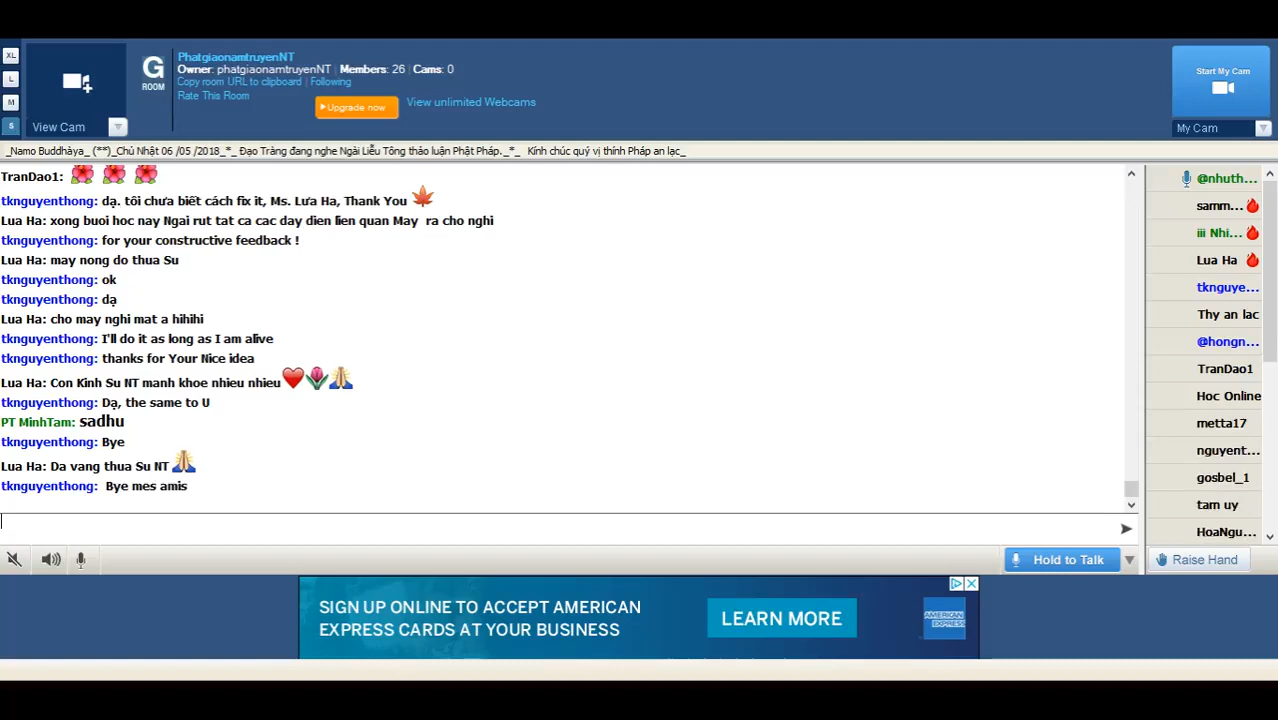 XL
L
M
S
View Cam
G
ROOM
PhatgiaonamtruyenNT
Owner: phatgiaonamtruyenNT | Members: 26 | Cams: 0
Copy room URL to clipboard | Following
Rate This Room
Upgrade now
View unlimited Webcams
Start My Cam
My Cam
_Namo Buddhàya_ (**)_Chủ Nhật 06 /05 /2018_*_ Đạo Tràng đang nghe Ngài Liễu Tông thảo luận Phật Pháp._*_ Kính chúc quý vị thính Pháp an lạc_
TranDao1:
tknguyenthong: dạ. tôi chưa biết cách fix it, Ms. Lưa Ha, Thank You
Lua Ha: xong buoi hoc nay Ngai rut tat ca cac day dien lien quan May ra cho nghi
tknguyenthong: for your constructive feedback !
Lua Ha: may nong do thua Su
tknguyenthong: ok
tknguyenthong: dạ
Lua Ha: cho may nghi mat a hihihi
tknguyenthong: I'll do it as long as I am alive
tknguyenthong: thanks for Your Nice idea
Lua Ha: Con Kinh Su NT manh khoe nhieu nhieu
tknguyenthong: Dạ, the same to U
PT MinhTam: sadhu
tknguyenthong: Bye
Lua Ha: Da vang thua Su NT
tknguyenthong: Bye mes amis
@nhuth...
samm...
iii Nhi...
Lua Ha
tknguye...
Thy an lac
@hongn...
TranDao1
Hoc Online
metta17
nguyent...
gosbel_1
tam uy
HoaNgu...
Hold to Talk
Raise Hand
SIGN UP ONLINE TO ACCEPT AMERICAN
EXPRESS CARDS AT YOUR BUSINESS
LEARN MORE
AMERICAN
EXPRESS